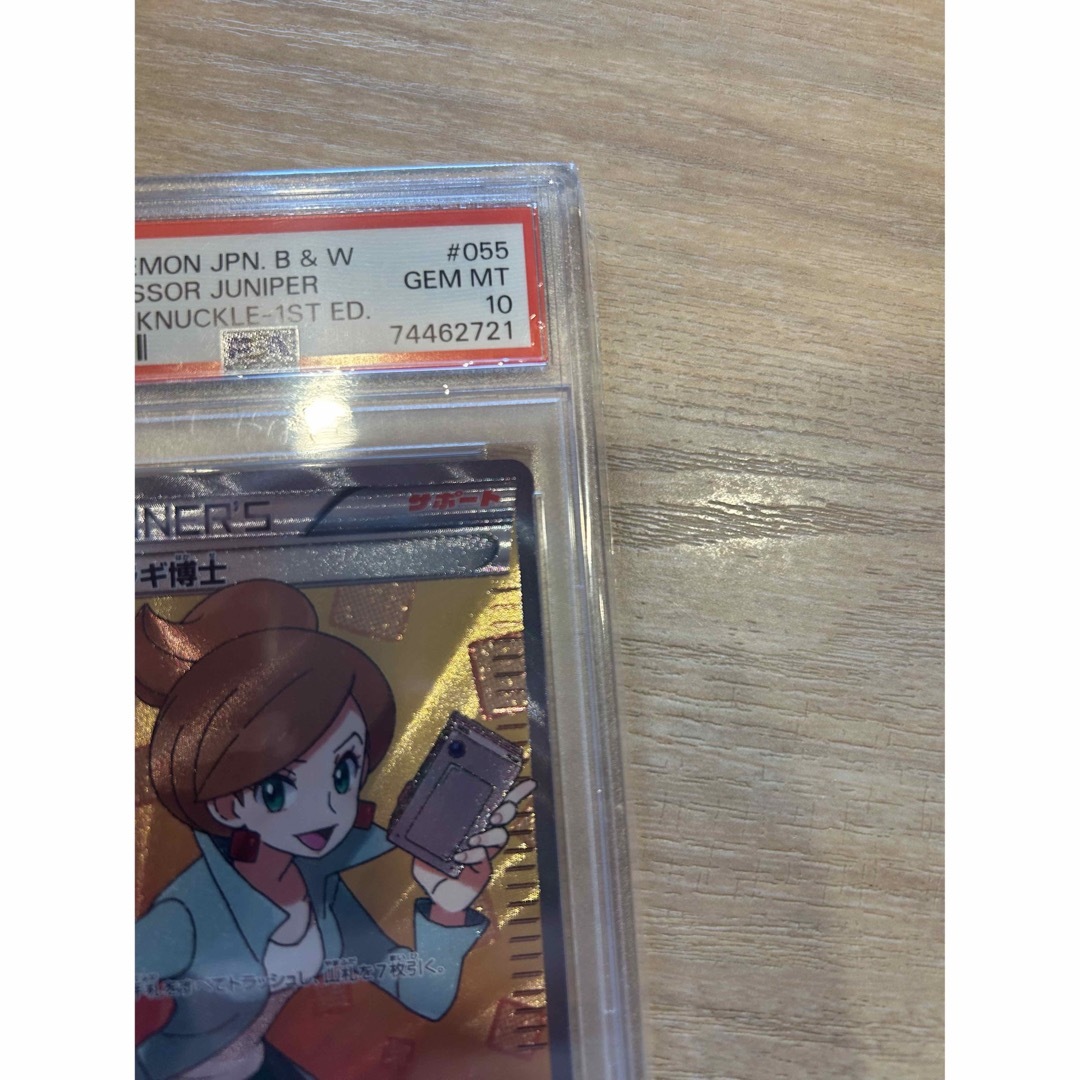 EMON JPN. B & W #055
SSOR JUNIPER GEM MT
KNUCKLE-1ST ED. 10
74462721
NER'S サポート
ギ博士
てトラッシュし、山札を7枚引く。